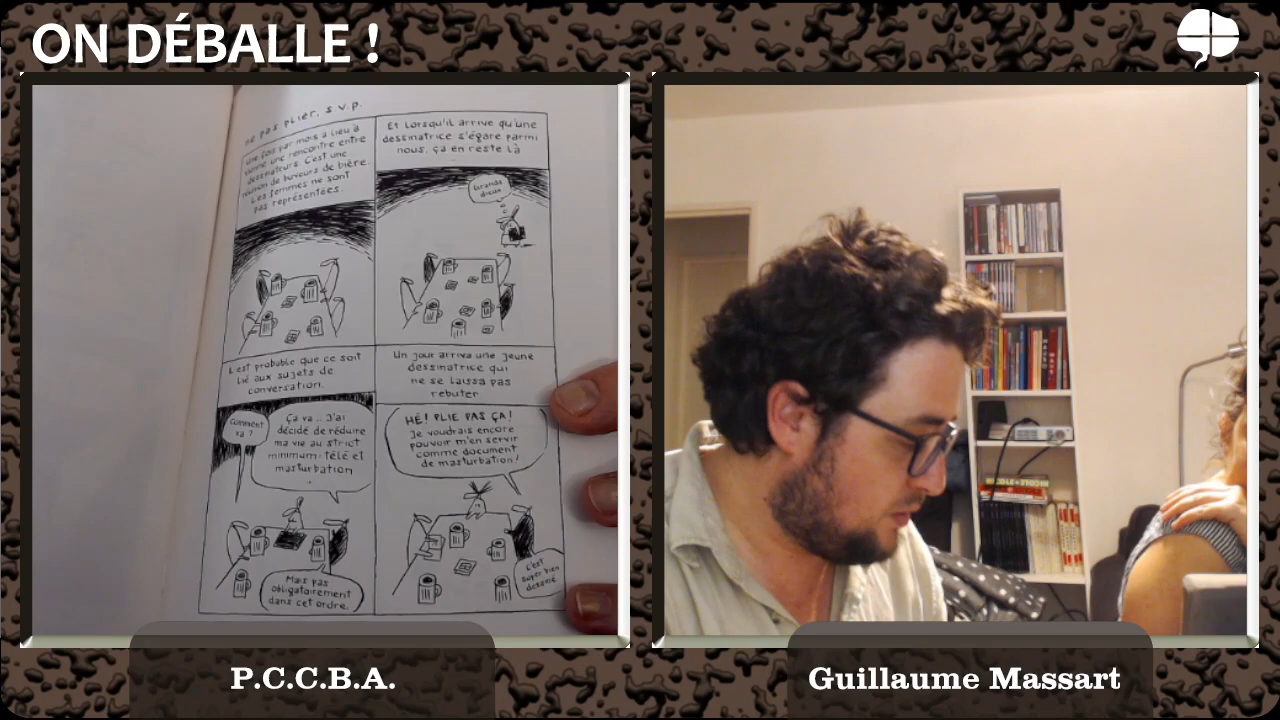 ON DÉBALLE !
ne pas plier, s.v.p.
Une fois par mois a lieu à
vienne une rencontre entre
dessinateurs. C'est une
réunion de buveurs de bière.
Les femmes ne sont
pas représentées.
Et lorsqu'il arrive qu'une
dessinatrice s'égare parmi
nous, ça en reste là
Grands
dieux
L'est probable que ce soit
lié aux sujets de
conversation.
Comment
va ?
Ça va... J'ai
décidé de réduire
ma vie au strict
minimum: télé et
masturbation
Mais pas
obligatoirement
dans cet ordre.
Un jour arriva une jeune
dessinatrice qui
ne se laissa pas
rebuter
HÉ! PLIE PAS ÇA!
Je voudrais encore
pouvoir m'en servir
comme document
de masturbation!
C'est
super bien
dessiné
P.C.C.B.A.
Guillaume Massart